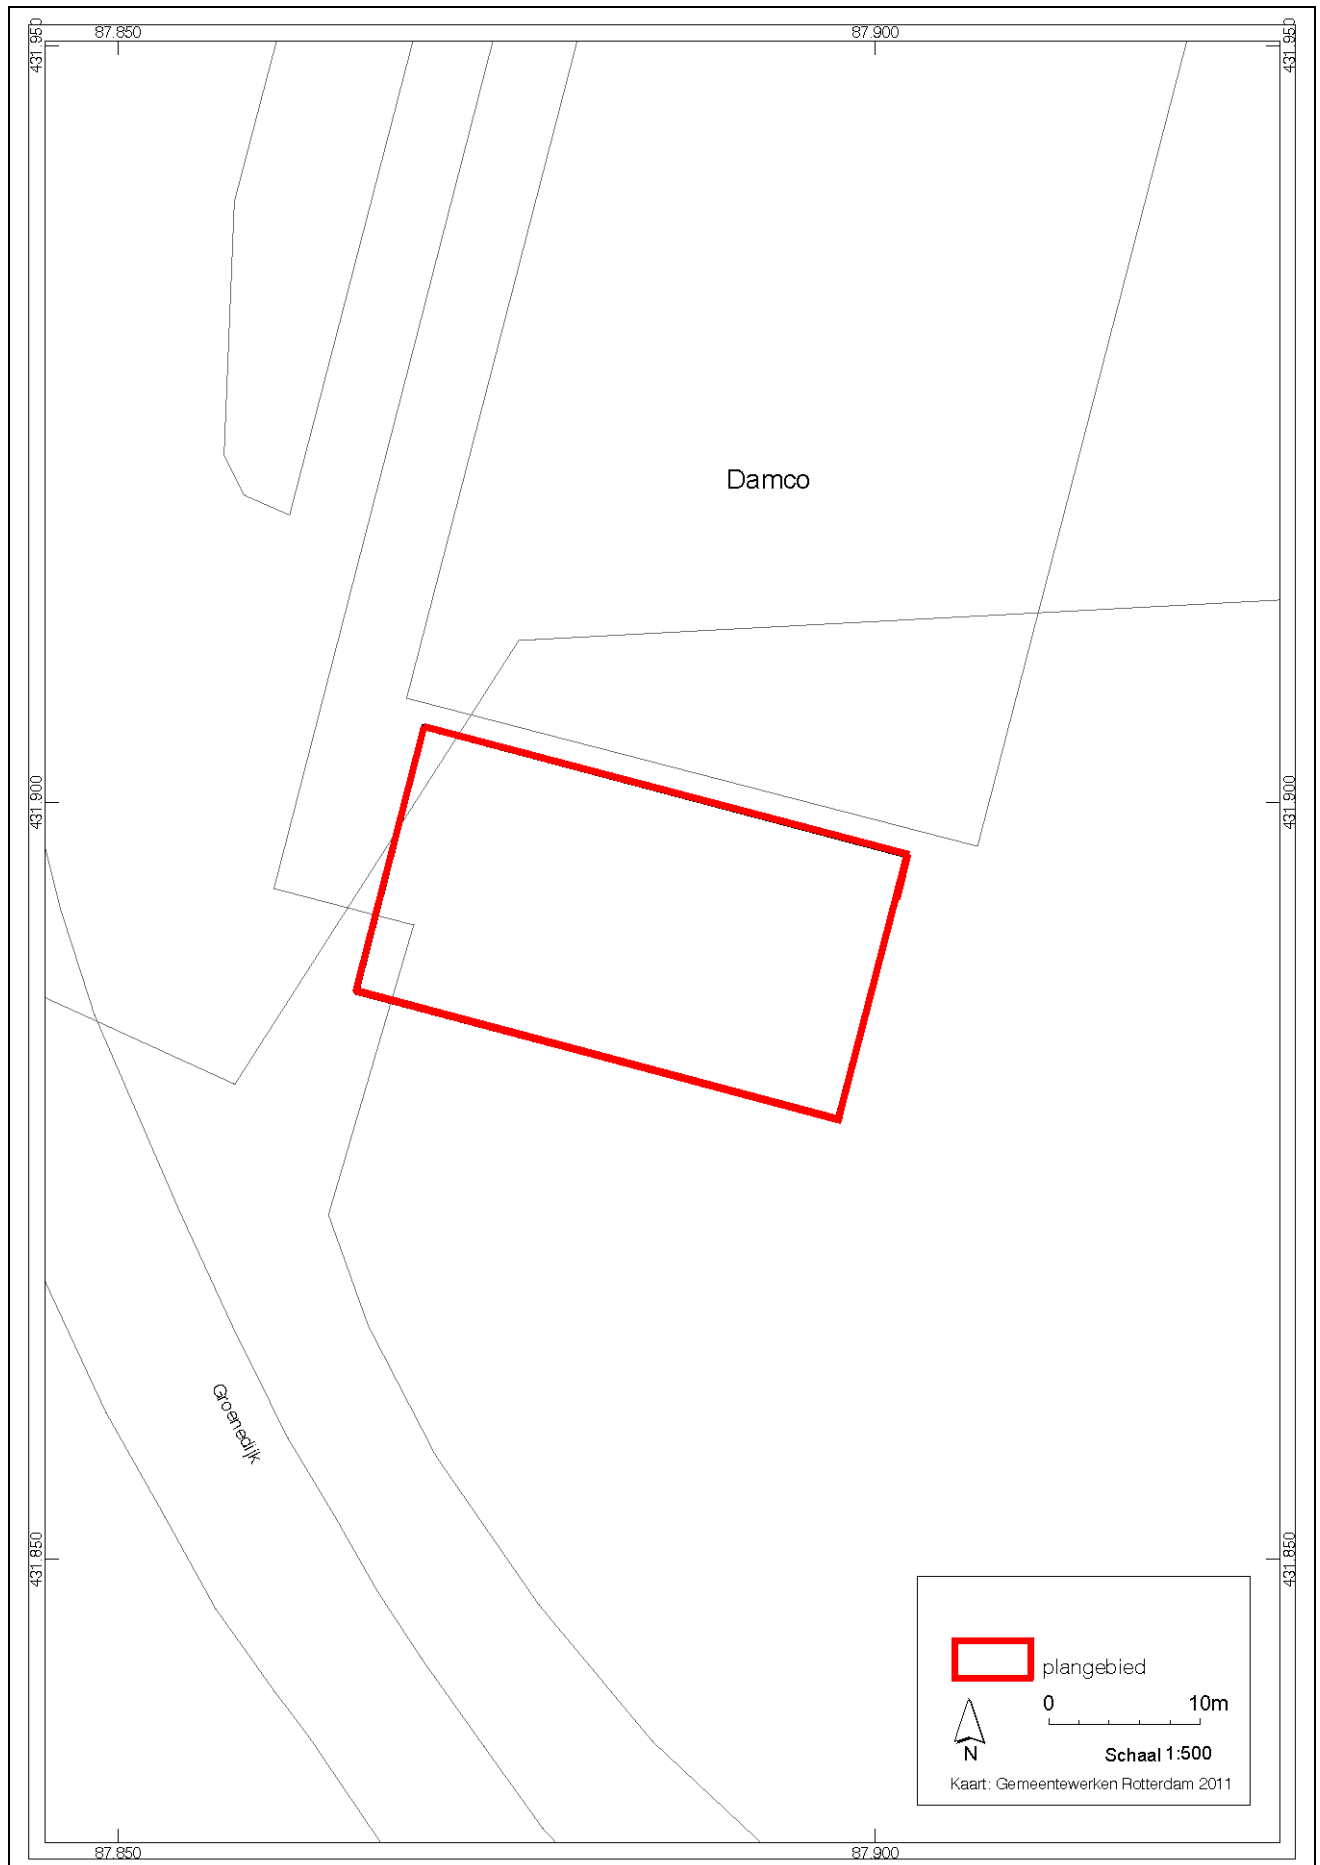 87.850 87.900
431.950 431.950
Damco
431.900 431.900
Groenedijk
431.850 431.850
plangebied
0 10m
N
Schaal 1:500
Kaart: Gemeentewerken Rotterdam 2011
87.850 87.900